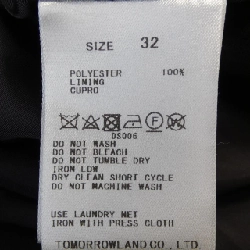 SIZE 32
POLYESTER 100%
LINING
CUPRO
F
DS006
DO NOT WASH
DO NOT BLEACH
DO NOT TUMBLE DRY
IRON LOW
DRY CLEAN SHORT CYCLE
DO NOT MACHINE WASH
USE LAUNDRY NET
IRON WITH PRESS CLOTH
TOMORROWLAND CO., LTD.